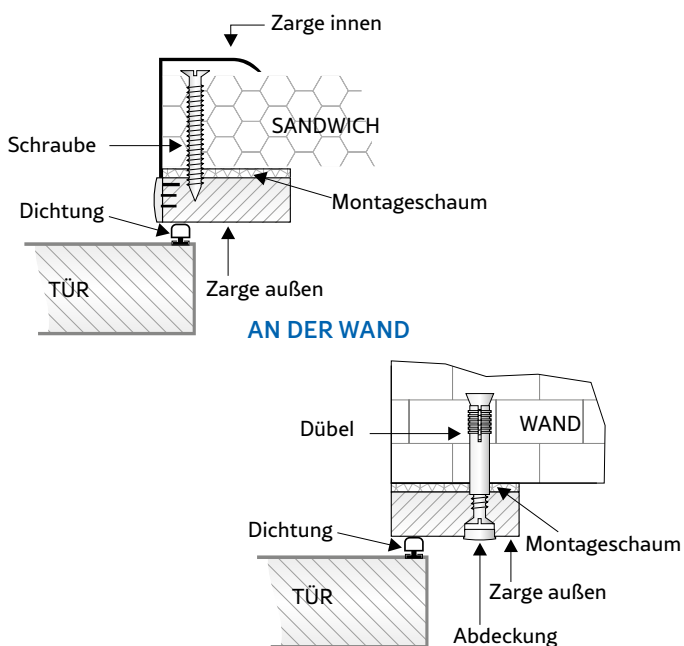 Zarge innen
SANDWICH
Schraube
Montageschaum
Dichtung
TÜR
Zarge außen
AN DER WAND
WAND
Dübel
Dichtung
Montageschaum
TÜR
Zarge außen
Abdeckung